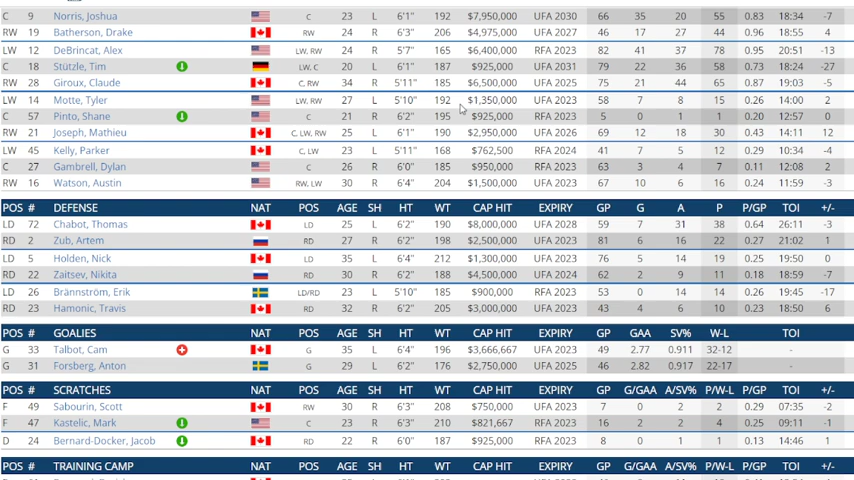 C 9 Norris, Joshua C 23 L 6'1" 192 $7,950,000 UFA 2030 66 35 20 55 0.83 18:34 -7
RW 19 Batherson, Drake RW 24 R 6'3" 206 $4,975,000 UFA 2027 46 17 27 44 0.96 18:11 4
LW 12 DeBrincat, Alex LW, RW 24 R 5'7" 165 $6,400,000 RFA 2023 82 41 37 78 0.95 20:51 -13
C 18 Stützle, Tim LW, C 20 L 6'1" 187 $925,000 UFA 2031 79 22 36 58 0.73 18:24 -27
RW 28 Giroux, Claude C, RW 34 R 5'11" 185 $6,500,000 UFA 2025 75 21 44 65 0.87 19:03 -5
LW 14 Motte, Tyler LW, RW 27 L 5'10" 192 $1,350,000 UFA 2023 58 7 8 15 0.26 14:00 2
C 57 Pinto, Shane C 21 R 6'2" 195 $925,000 RFA 2023 5 0 1 1 0.20 12:57 0
RW 21 Joseph, Mathieu C, LW, RW 25 L 6'1" 190 $2,950,000 UFA 2026 69 12 18 30 0.43 14:11 12
LW 45 Kelly, Parker C, LW 23 L 5'11" 168 $762,500 RFA 2024 41 7 5 12 0.29 10:34 -4
C 27 Gambrell, Dylan C 26 R 6'0" 185 $950,000 RFA 2023 63 3 4 7 0.11 12:08 2
RW 16 Watson, Austin RW, LW 30 R 6'4" 204 $1,500,000 UFA 2023 67 10 6 16 0.24 11:59 -3
POS # DEFENSE NAT POS AGE SH HT WT CAP HIT EXPIRY GP G A P P/GP TOI +/-
LD 72 Chabot, Thomas LD 25 L 6'2" 190 $8,000,000 UFA 2028 59 7 31 38 0.64 26:11 -3
RD 2 Zub, Artem RD 27 R 6'2" 198 $2,500,000 UFA 2023 81 6 16 22 0.27 21:02 1
LD 5 Holden, Nick LD 35 L 6'4" 212 $1,300,000 UFA 2023 76 5 14 19 0.25 19:50 0
RD 22 Zaitsev, Nikita RD 30 R 6'2" 188 $4,500,000 UFA 2024 62 2 9 11 0.18 18:59 -7
LD 26 Brännström, Erik LD/RD 23 L 5'10" 185 $900,000 RFA 2023 53 0 14 14 0.26 19:45 -17
RD 23 Hamonic, Travis RD 32 R 6'2" 205 $3,000,000 UFA 2023 43 4 6 10 0.23 18:50 6
POS # GOALIES NAT POS AGE SH HT WT CAP HIT EXPIRY GP GAA SV% W-L TOI
G 33 Talbot, Cam G 35 L 6'4" 196 $3,666,667 UFA 2023 49 2.77 0.911 32-12 -
G 31 Forsberg, Anton G 29 L 6'2" 176 $2,750,000 UFA 2025 46 2.82 0.917 22-17 -
POS # SCRATCHES NAT POS AGE SH HT WT CAP HIT EXPIRY GP G/GAA A/SV% P/W-L P/GP TOI +/-
F 49 Sabourin, Scott RW 30 R 6'3" 208 $750,000 UFA 2023 7 0 2 2 0.29 07:35 -2
F 47 Kastelic, Mark C 23 R 6'3" 210 $821,667 RFA 2023 16 2 2 4 0.25 09:11 -1
D 24 Bernard-Docker, Jacob RD 22 R 6'0" 187 $925,000 RFA 2023 8 0 1 1 0.13 14:46 1
POS # TRAINING CAMP NAT POS AGE SH HT WT CAP HIT EXPIRY GP G/GAA A/SV% P/W-L P/GP TOI +/-